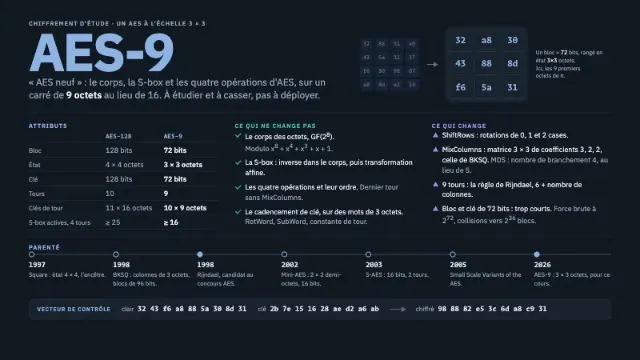 CHIFFREMENT D'ÉTUDE · UN AES À L'ÉCHELLE 3 × 3
AES-9
« AES neuf » : le corps, la S-box et les quatre opérations d'AES, sur un
carré de 9 octets au lieu de 16. À étudier et à casser, pas à déployer.
32 a8 30
43 88 8d
f6 5a 31
Un bloc = 72 bits, rangé en
état 3×3 octets.
Ici, les 9 premiers
octets de
ATTRIBUTS
AES-128 AES-9
Bloc 128 bits 72 bits
État 4 × 4 octets 3 × 3 octets
Clé 128 bits 72 bits
Tours 10 9
Clés de tour 11 × 16 octets 10 × 9 octets
S-box actives, 4 tours ≥ 25 ≥ 16
CE QUI NE CHANGE PAS
Le corps des octets, GF(2⁸).
Modulo x⁸ + x⁴ + x³ + x + 1.
La S-box : inverse dans le corps, puis transformation
affine.
Les quatre opérations et leur ordre. Dernier tour
sans MixColumns.
Le cadencement de clé, sur des mots de 3 octets.
RotWord, SubWord, constante de tour.
CE QUI CHANGE
ShiftRows : rotations de 0, 1 et 2 cases.
MixColumns : matrice 3 × 3 de coefficients 3, 2, 2,
celle de BKSQ. MDS : nombre de branchement 4, au
lieu de 5.
9 tours : la règle de Rijndael, 6 + nombre de
colonnes.
Bloc et clé de 72 bits : trop courts. Force brute à
2⁷², collisions vers 2³⁶ blocs.
PARENTÉ
1997
Square : état 4×4, l'ancêtre.
1998
BKSQ : colonnes de 3 octets,
blocs de 96 bits.
1998
Rijndael, candidat au
concours AES.
2002
Mini-AES : 2 × 2 demi-
octets, 16 bits.
2003
S-AES : 16 bits, 2 tours.
2005
Small Scale Variants of the
AES.
2026
AES-9 : 3 × 3 octets, pour ce
cours.
VECTEUR DE CONTRÔLE clair 32 43 f6 a8 88 5a 30 8d 31 clé 2b 7e 15 16 28 ae d2 a6 ab chiffré 98 88 82 e5 3c 6d a8 c9 31